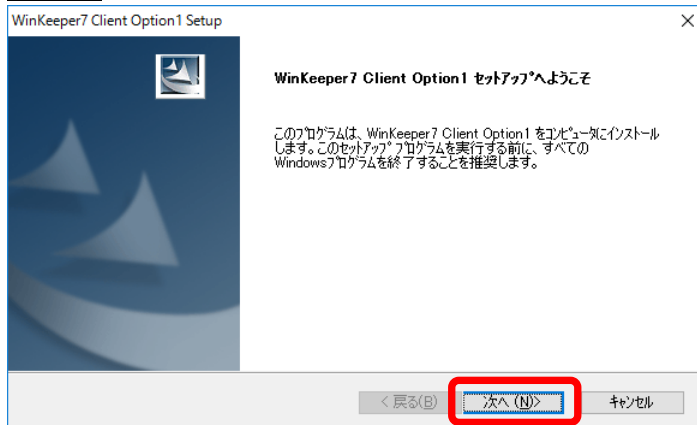 WinKeeper7 Client Option1 Setup
WinKeeper7 Client Option1 ｾｯﾄｱｯﾌﾟへようこそ
このﾌﾟﾛｸﾞﾗﾑは、WinKeeper7 Client Option1 をｺﾝﾋﾟｭｰﾀにｲﾝｽﾄｰﾙ
します。このｾｯﾄｱｯﾌﾟ ﾌﾟﾛｸﾞﾗﾑを実行する前に、すべての
Windowsﾌﾟﾛｸﾞﾗﾑを終了することを推奨します。
< 戻る(B)
次へ (N)>
ｷｬﾝｾﾙ